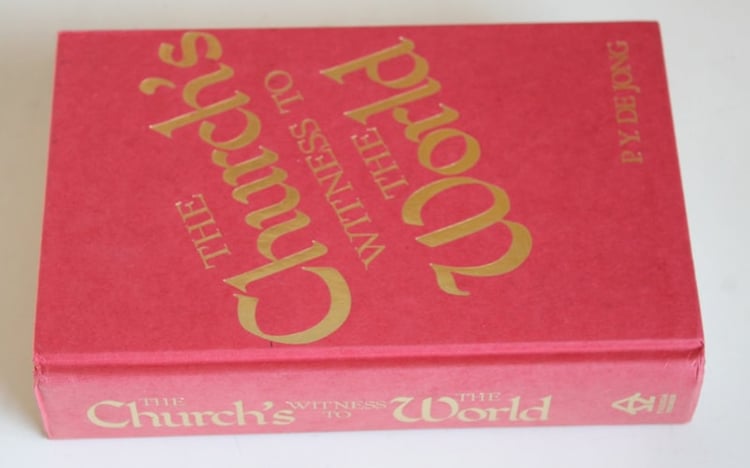 THE
Church's
WITNESS TO
THE
World
P. Y. DE JONG
THE
Church's WITNESS TO THE World